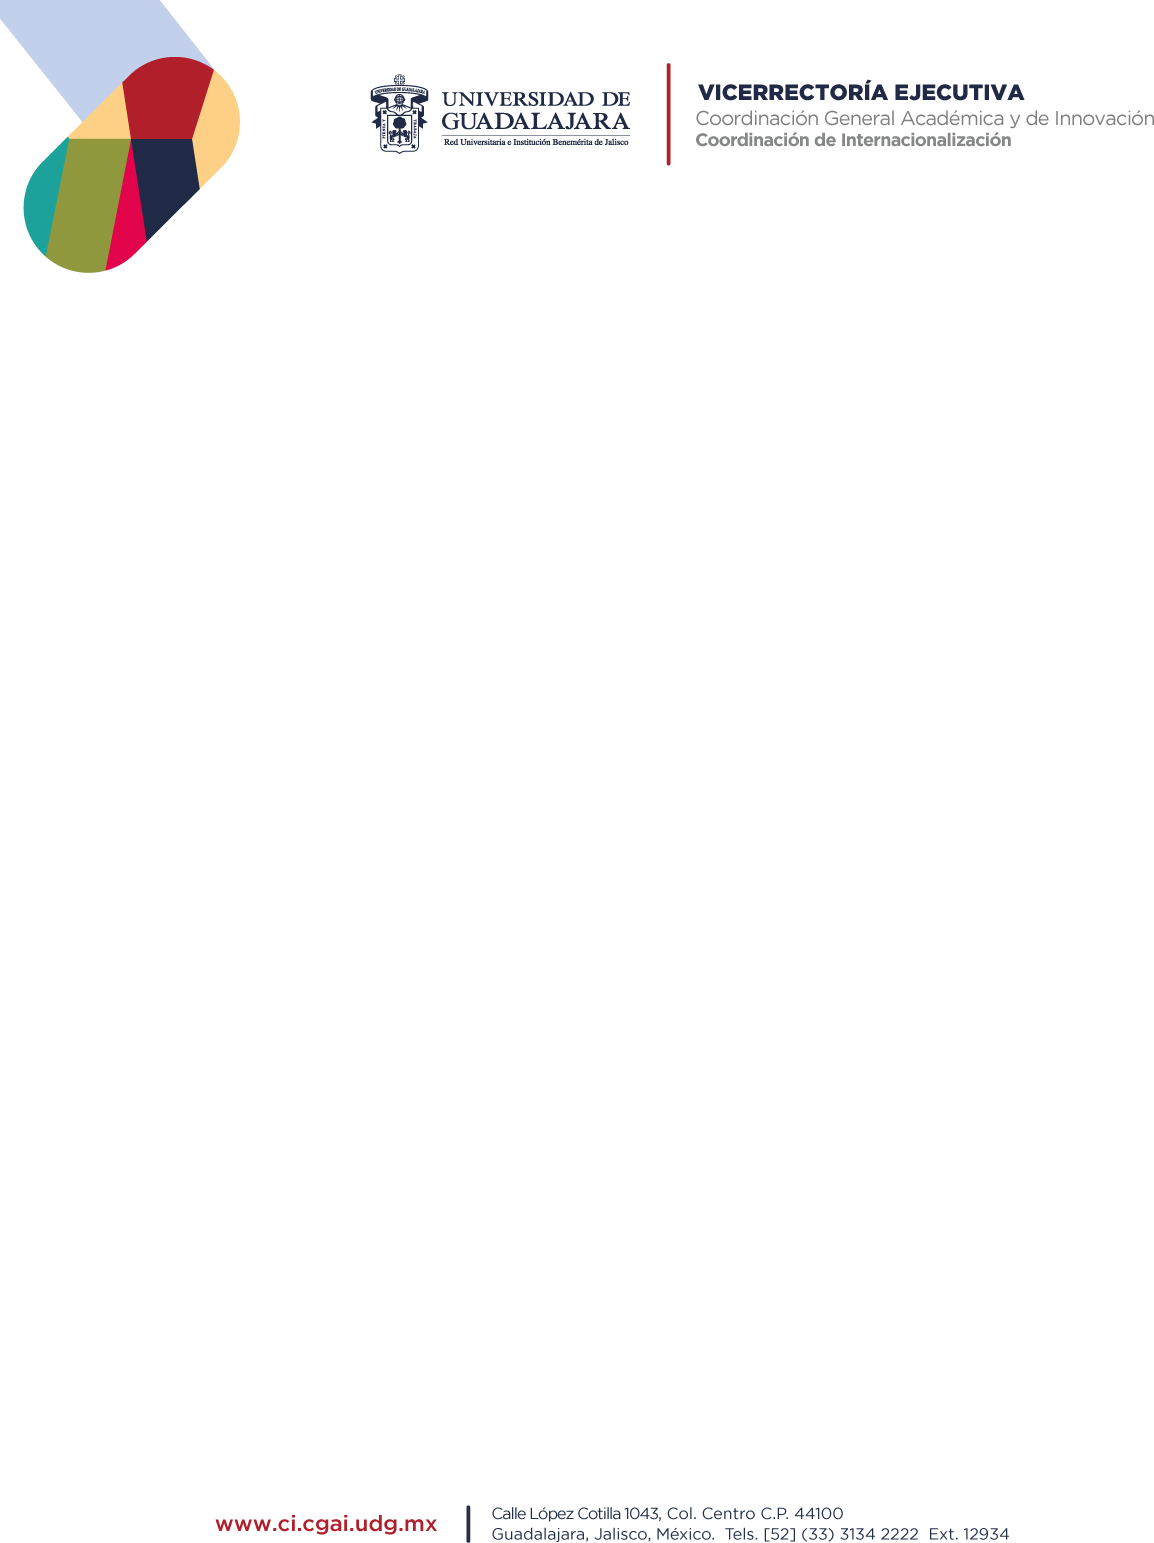 UNIVERSIDAD DE
GUADALAJARA
Red Universitaria e Institución Benemérita de Jalisco
VICERRECTORÍA EJECUTIVA
Coordinación General Académica y de Innovación
Coordinación de Internacionalización
www.ci.cgai.udg.mx
Calle López Cotilla 1043, Col. Centro C.P. 44100
Guadalajara, Jalisco, México. Tels. [52] (33) 3134 2222 Ext. 12934